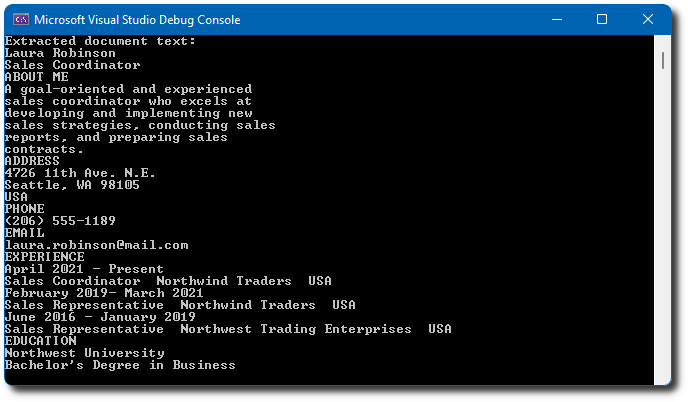 Microsoft Visual Studio Debug Console
Extracted document text:
Laura Robinson
Sales Coordinator
ABOUT ME
A goal-oriented and experienced
sales coordinator who excels at
developing and implementing new
sales strategies, conducting sales
reports, and preparing sales
contracts.
ADDRESS
4726 11th Ave. N.E.
Seattle, WA 98105
USA
PHONE
(206) 555-1189
EMAIL
laura.robinson@mail.com
EXPERIENCE
April 2021 - Present
Sales Coordinator  Northwind Traders  USA
February 2019- March 2021
Sales Representative  Northwind Traders  USA
June 2016 - January 2019
Sales Representative  Northwest Trading Enterprises  USA
EDUCATION
Northwest University
Bachelor's Degree in Business